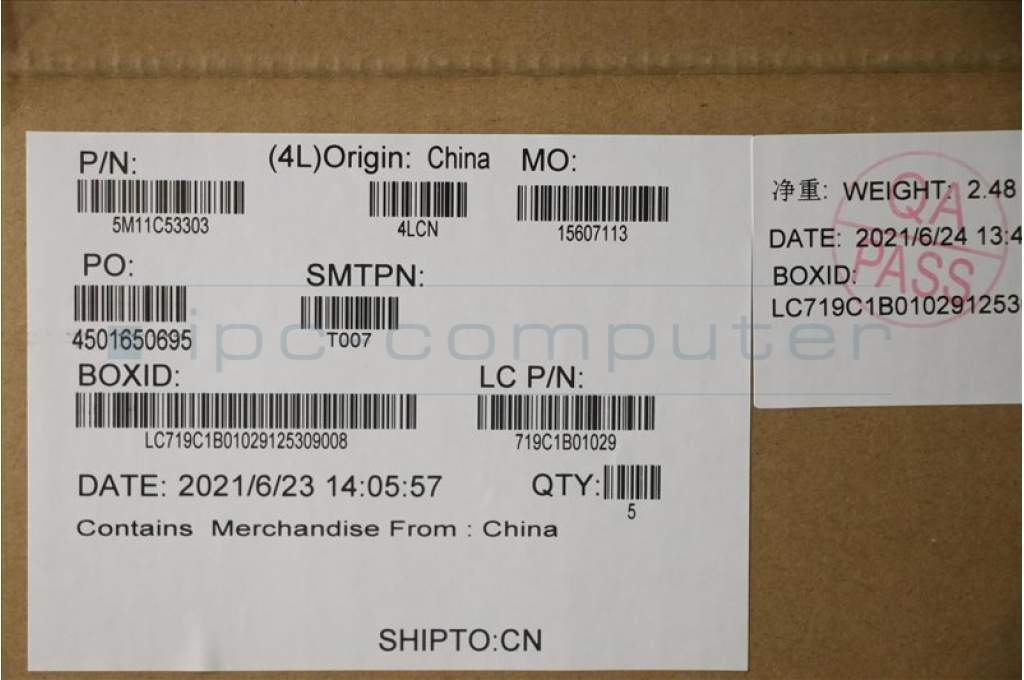 P/N: (4L)Origin: China MO:
5M11C53303 4LCN 15607113
PO: SMTPN:
4501650695 T007
BOXID: LC P/N:
LC719C1B01029125309008 719C1B01029
DATE: 2021/6/23 14:05:57 QTY:
5
Contains Merchandise From : China
SHIPTO:CN
净重: WEIGHT: 2.48
DATE: 2021/6/24 13:4
BOXID:
LC719C1B0102912530
QA
PASS
ipc computer